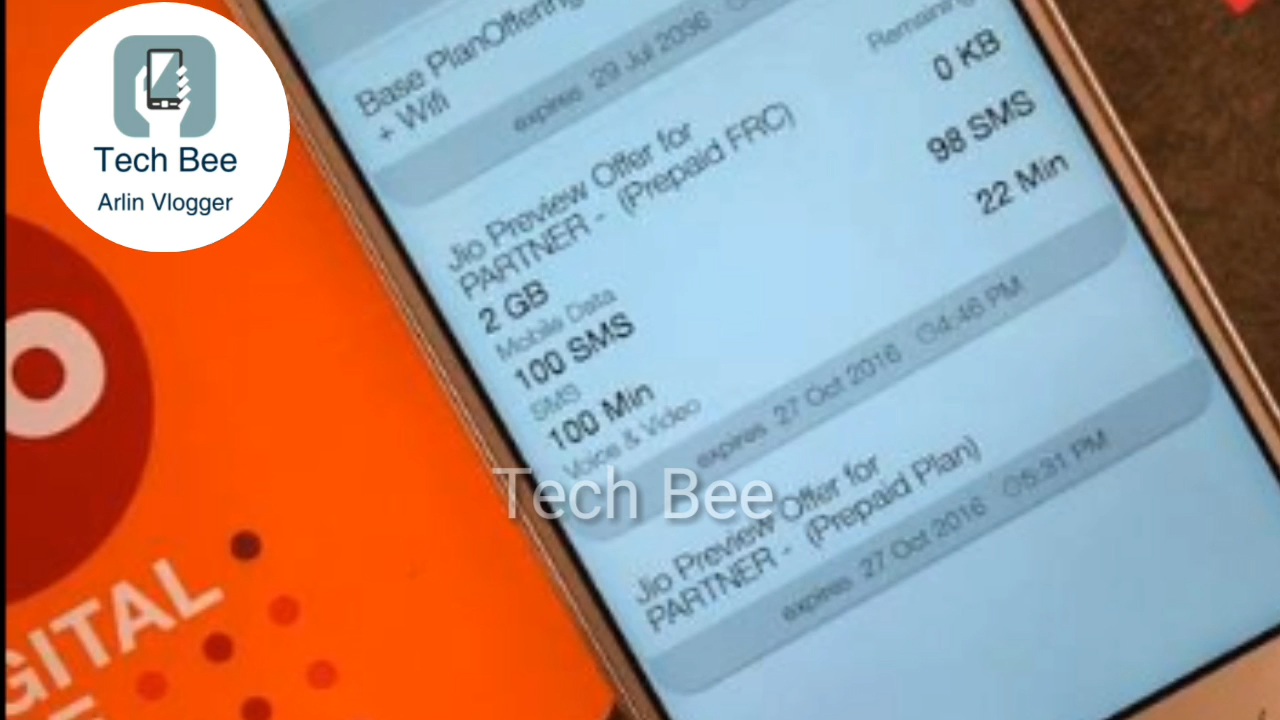 Tech Bee
Arlin Vlogger
GITAL
Base PlanOffering
+ Wifi
expires 29 Jul 2036
Jio Preview Offer for
PARTNER - (Prepaid FRC)
Remaining
2 GB
0 KB
Mobile Data
100 SMS
98 SMS
SMS
100 Min
22 Min
Voice & Video
expires 27 Oct 2016 04:46 PM
Tech Bee
Jio Preview Offer for
PARTNER - (Prepaid Plan)
expires 27 Oct 2016 05:31 PM